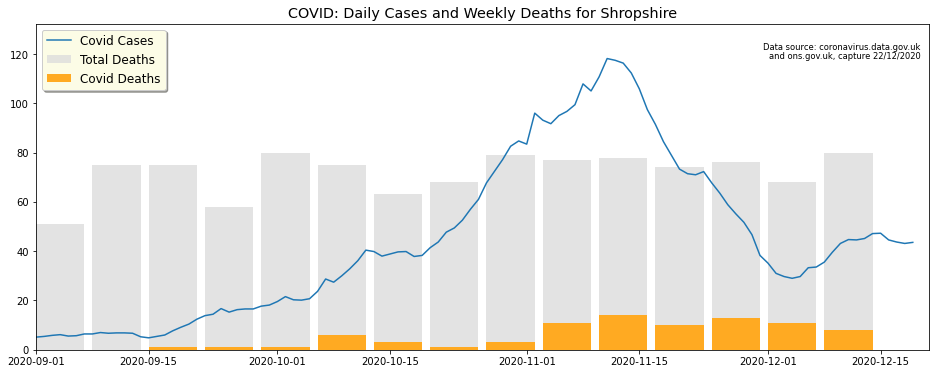 COVID: Daily Cases and Weekly Deaths for Shropshire
Covid Cases
Total Deaths
Covid Deaths
Data source: coronavirus.data.gov.uk
and ons.gov.uk, capture 22/12/2020
120
100
80
60
40
20
0
2020-09-01
2020-09-15
2020-10-01
2020-10-15
2020-11-01
2020-11-15
2020-12-01
2020-12-15